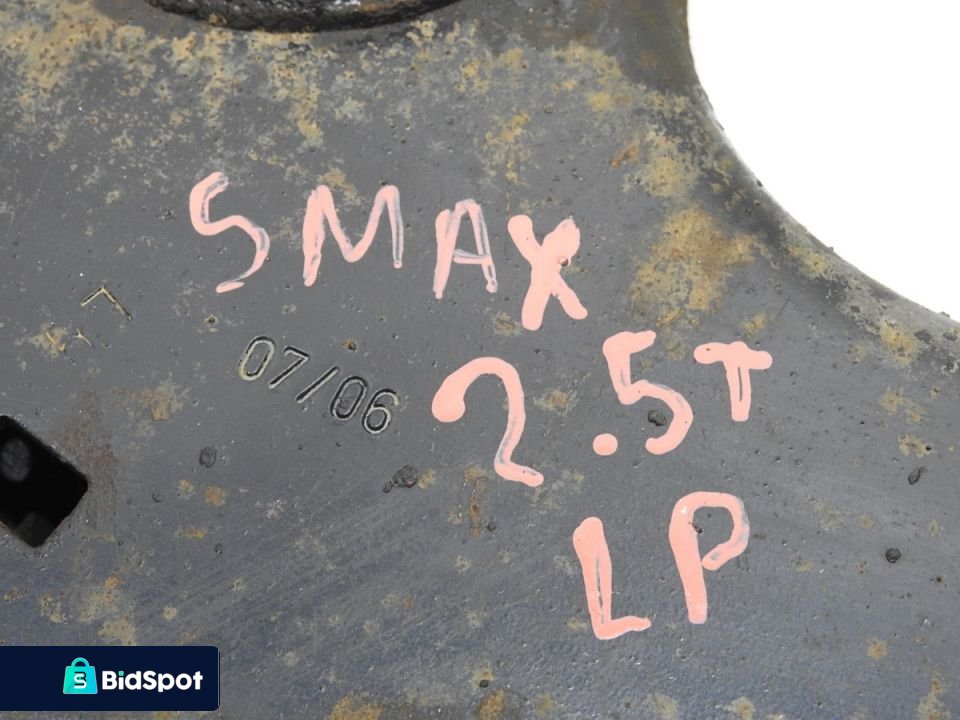 SMAX
07/06
2.5T
LP
BidSpot